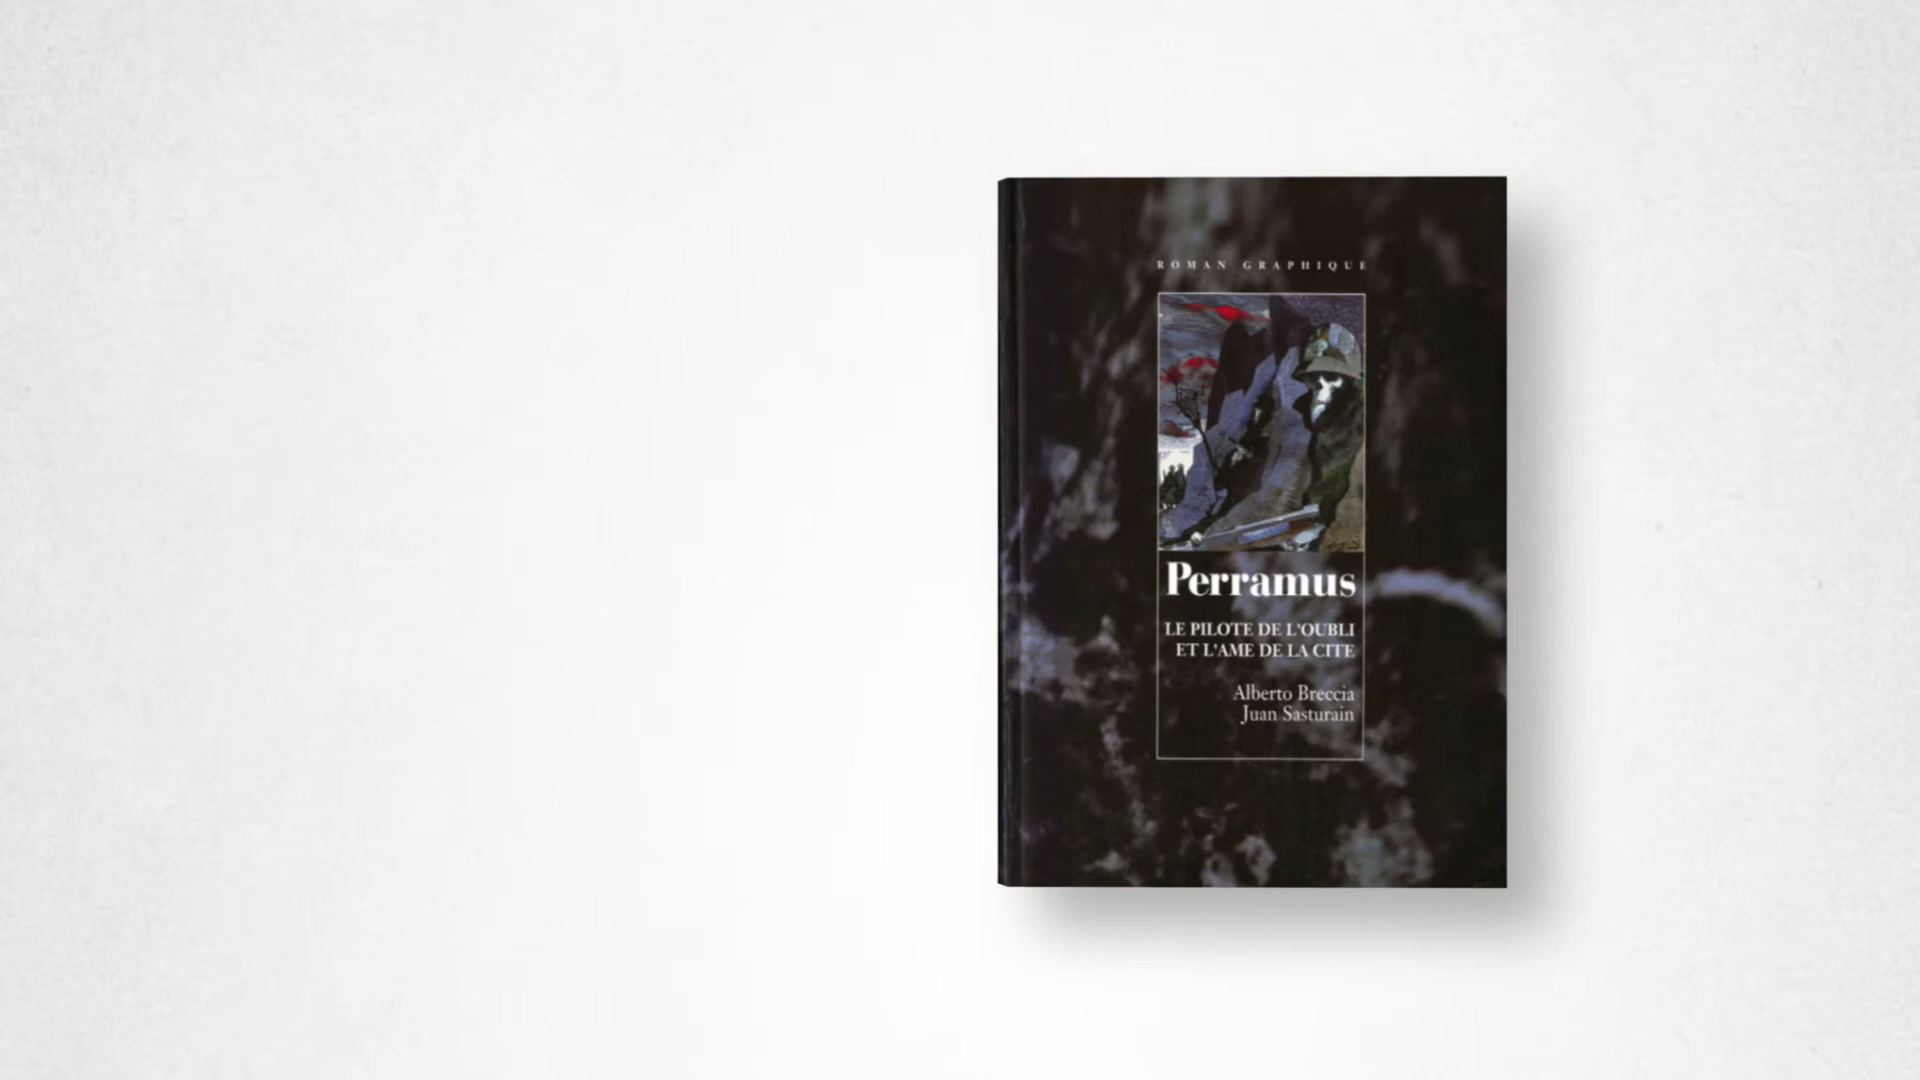 ROMAN GRAPHIQUE
Perramus
LE PILOTE DE L'OUBLI
ET L'AME DE LA CITE
Alberto Breccia
Juan Sasturain